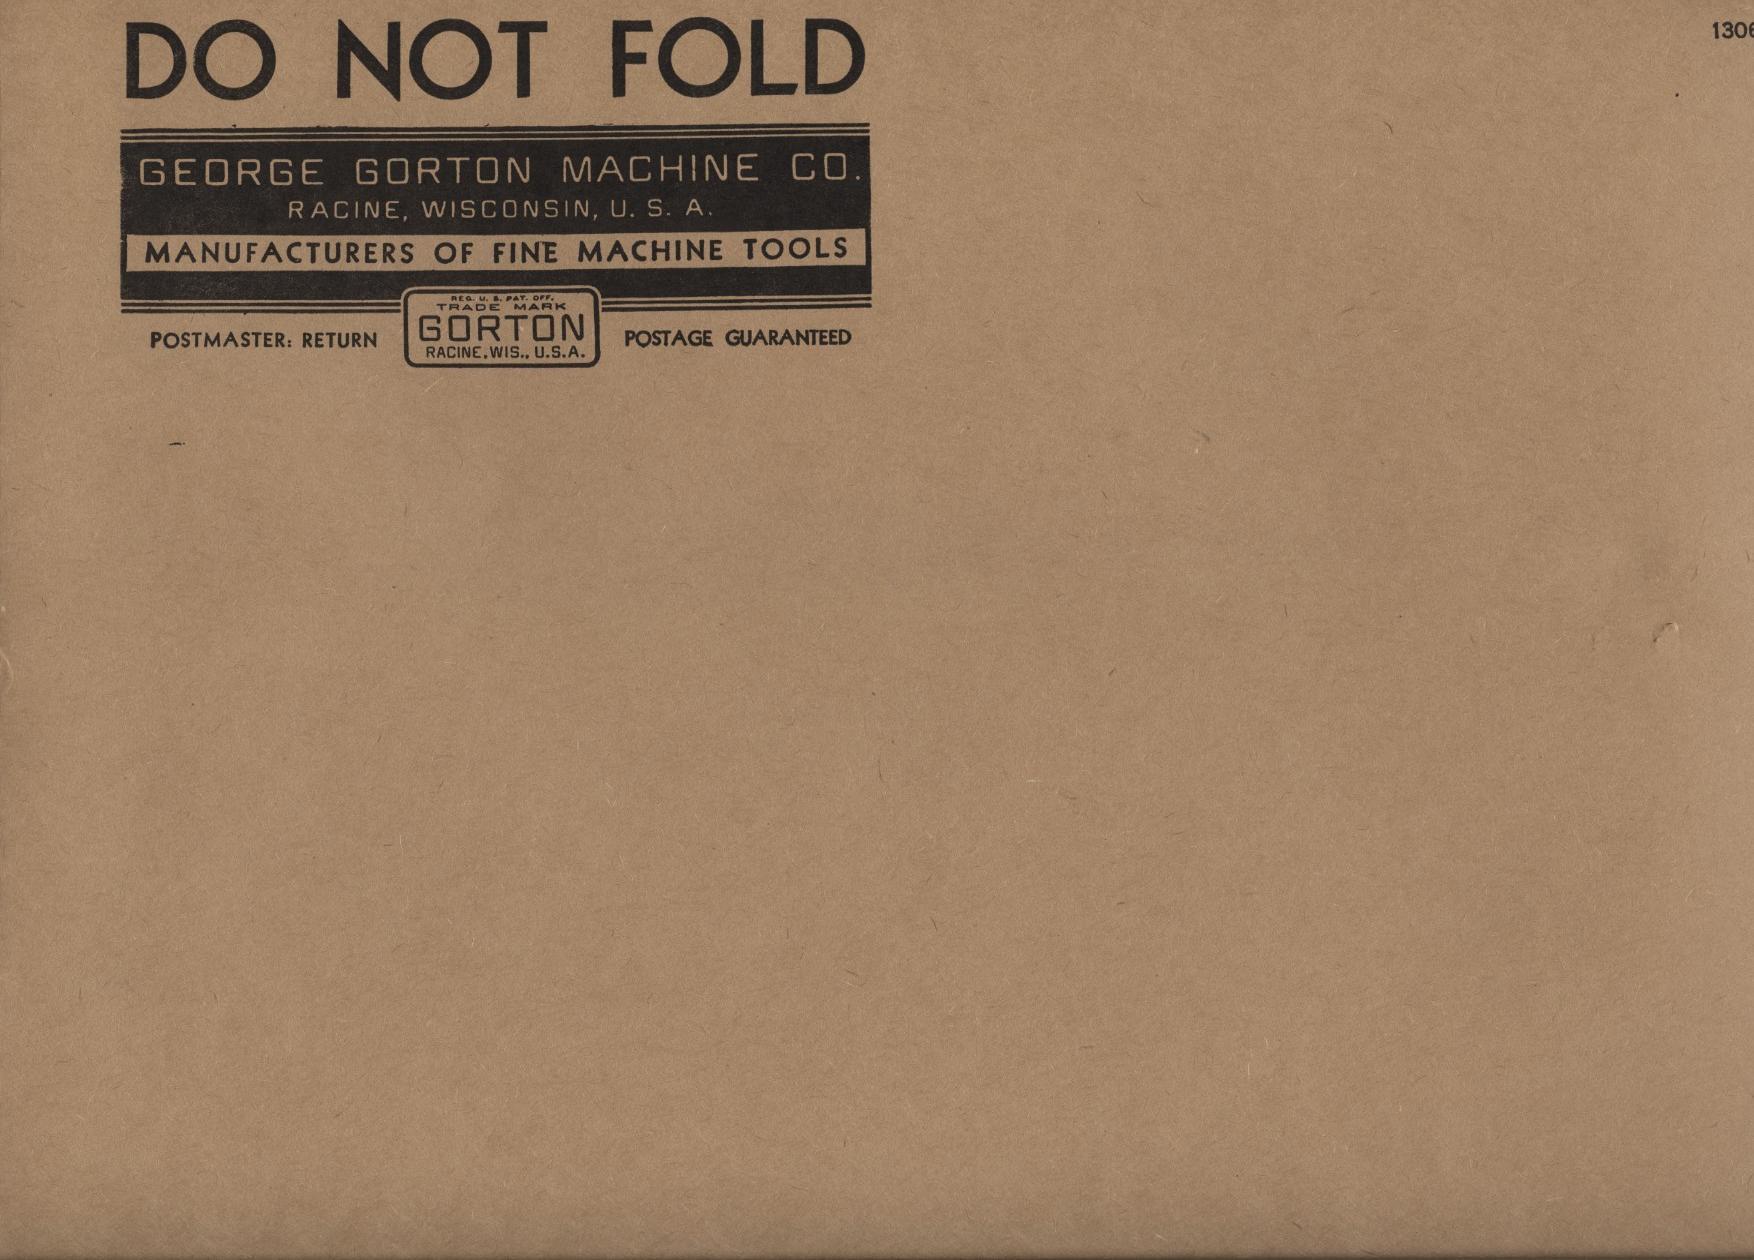 DO NOT FOLD
1306
GEORGE GORTON MACHINE CO.
RACINE, WISCONSIN, U. S. A.
MANUFACTURERS OF FINE MACHINE TOOLS
REG. U. S. PAT. OFF.
TRADE MARK
GORTON
RACINE, WIS., U.S.A.
POSTMASTER: RETURN
POSTAGE GUARANTEED